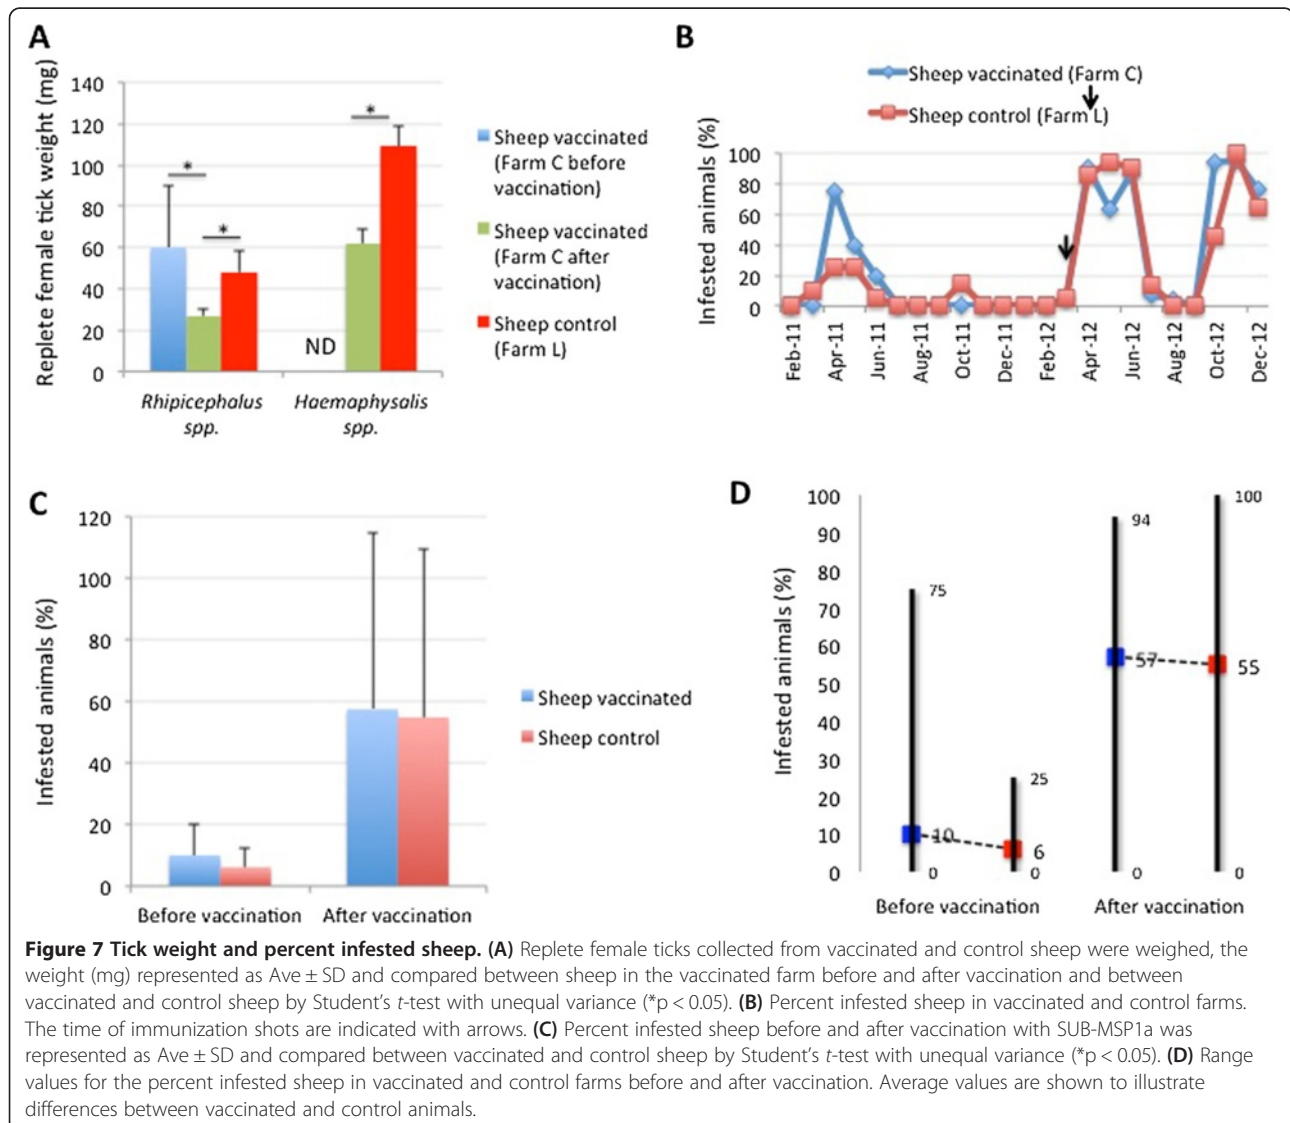 A
Replete female tick weight (mg)
140
120
100
80
60
40
20
0
*
*
*
ND
Rhipicephalus
spp.
Haemaphysalis
spp.
Sheep vaccinated
(Farm C before
vaccination)
Sheep vaccinated
(Farm C after
vaccination)
Sheep control
(Farm L)
B
Sheep vaccinated (Farm C)
Sheep control (Farm L)
Infested animals (%)
100
80
60
40
20
0
Feb-11
Apr-11
Jun-11
Aug-11
Oct-11
Dec-11
Feb-12
Apr-12
Jun-12
Aug-12
Oct-12
Dec-12
C
Infested animals (%)
120
100
80
60
40
20
0
Before vaccination
After vaccination
Sheep vaccinated
Sheep control
D
Infested animals (%)
100
90
80
70
60
50
40
30
20
10
0
75
10
0
25
6
0
94
57
0
100
55
0
Before vaccination
After vaccination
Figure 7 Tick weight and percent infested sheep. (A) Replete female ticks collected from vaccinated and control sheep were weighed, the
weight (mg) represented as Ave ± SD and compared between sheep in the vaccinated farm before and after vaccination and between
vaccinated and control sheep by Student's t-test with unequal variance (*p < 0.05). (B) Percent infested sheep in vaccinated and control farms.
The time of immunization shots are indicated with arrows. (C) Percent infested sheep before and after vaccination with SUB-MSP1a was
represented as Ave ± SD and compared between vaccinated and control sheep by Student's t-test with unequal variance (*p < 0.05). (D) Range
values for the percent infested sheep in vaccinated and control farms before and after vaccination. Average values are shown to illustrate
differences between vaccinated and control animals.